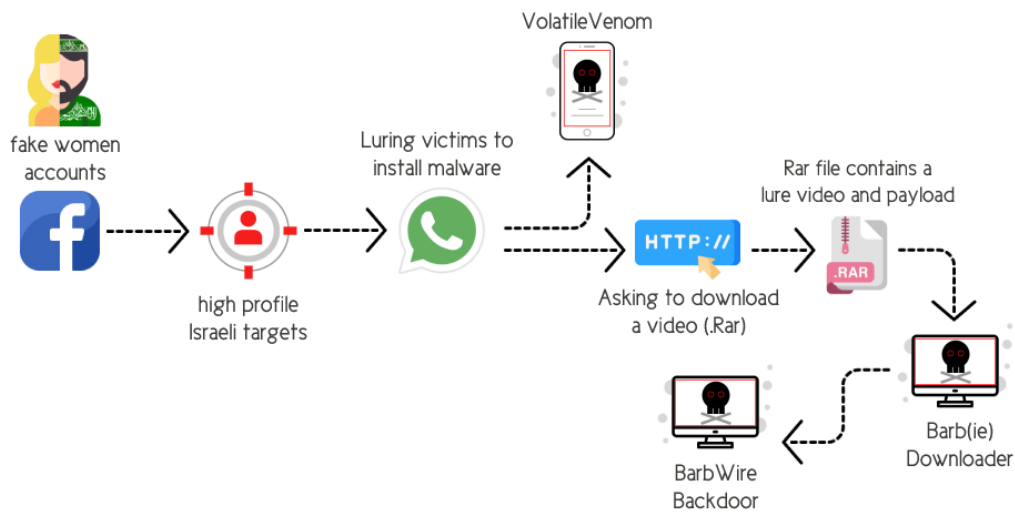 VolatileVenom
fake women
accounts
Luring victims to
install malware
Rar file contains a
lure video and payload
HTTP://
.RAR
high profile
Israeli targets
Asking to download
a video (.Rar)
Barb(ie)
Downloader
BarbWire
Backdoor